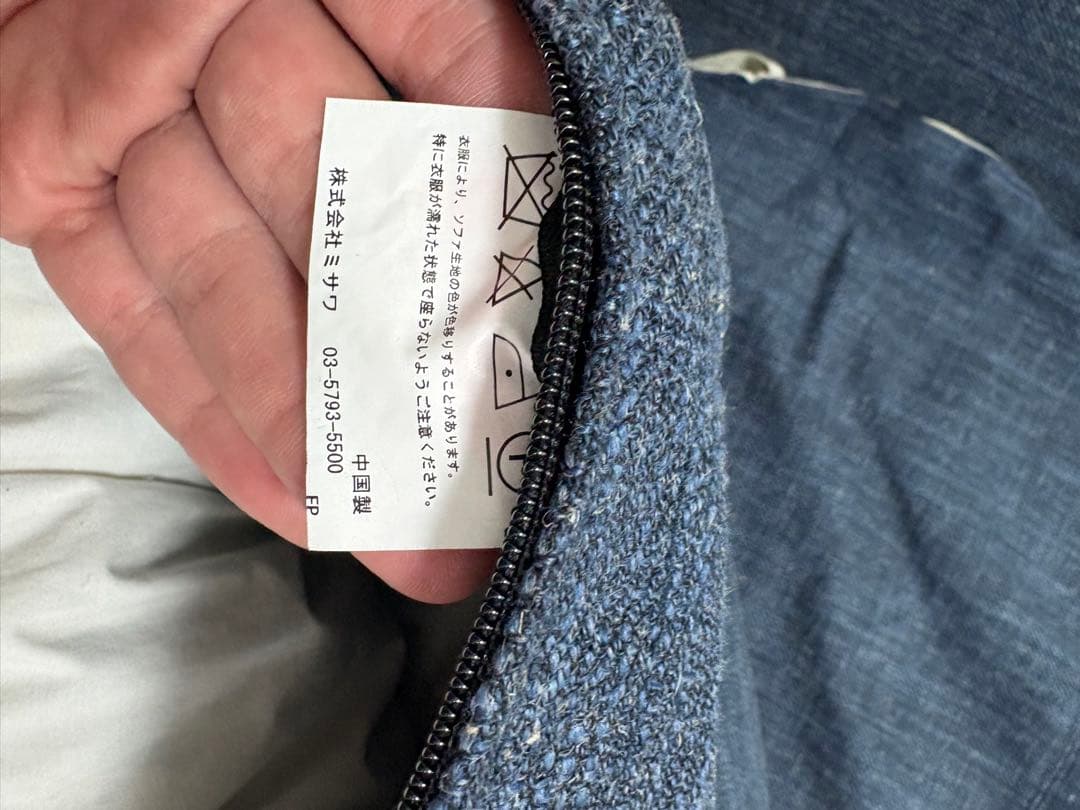 衣服により、ソファ生地の色が色移りすることがあります。
特に衣服が濡れた状態で座らないようご注意ください。
中国製
株式会社ミサワ 03-5793-5500
FP